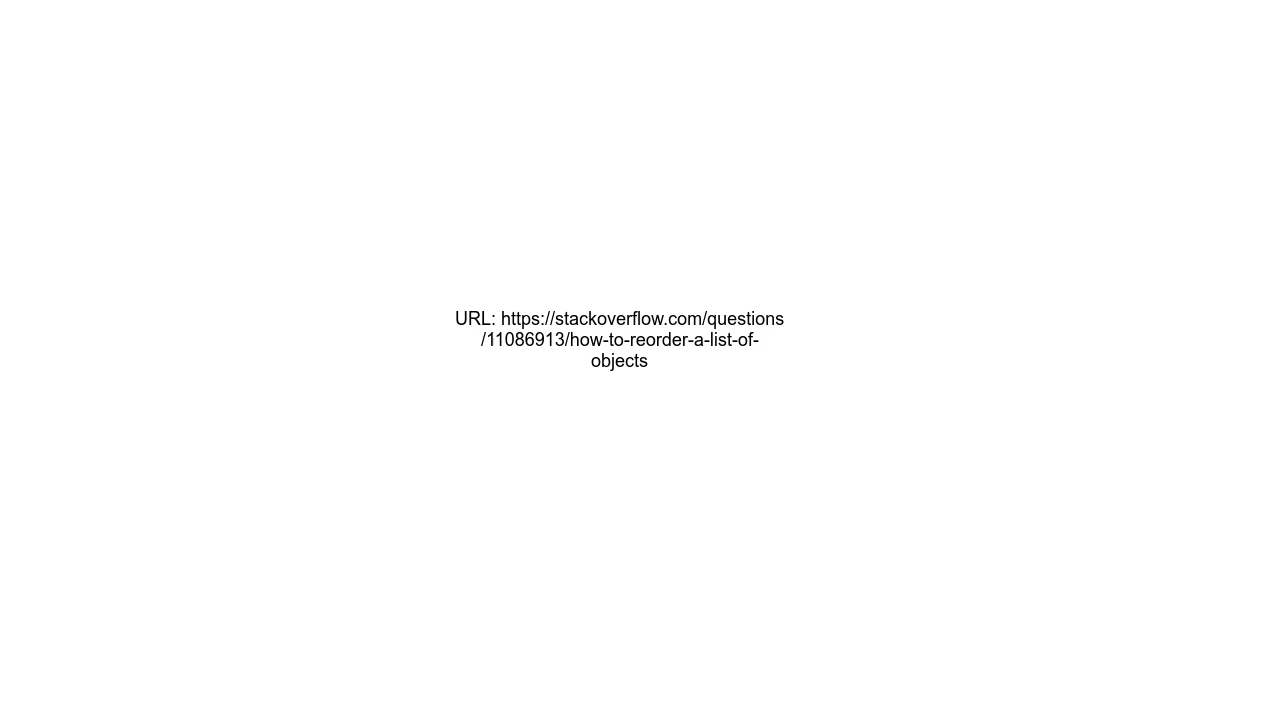 URL: https://stackoverflow.com/questions
/11086913/how-to-reorder-a-list-of-
objects